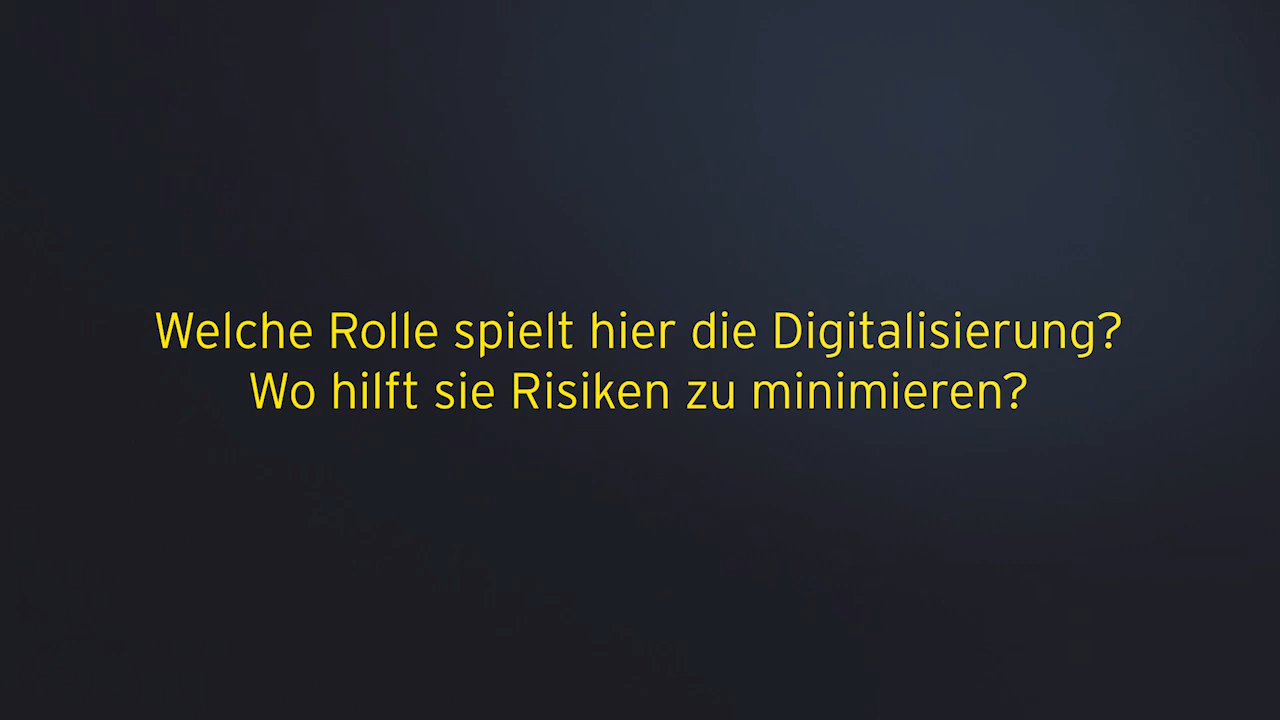 Welche Rolle spielt hier die Digitalisierung?
Wo hilft sie Risiken zu minimieren?